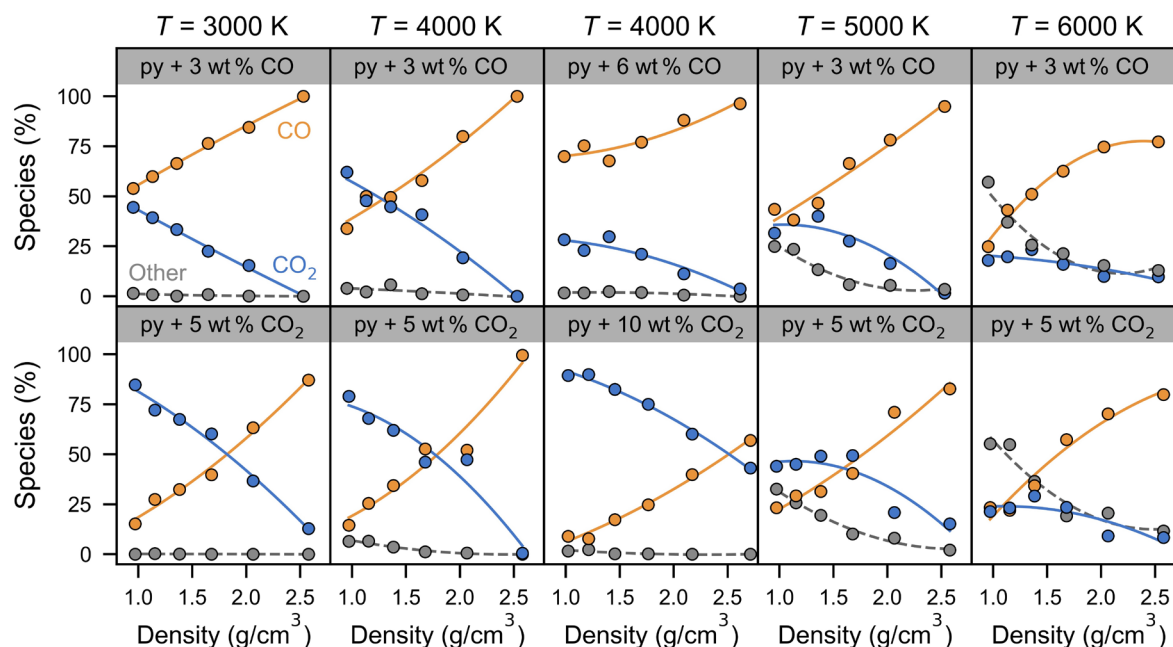 T = 3000 K T = 4000 K T = 4000 K T = 5000 K T = 6000 K
py + 3 wt % CO py + 3 wt % CO py + 6 wt % CO py + 3 wt % CO py + 3 wt % CO
Species (%)
100
75
50
25
0
CO
CO₂
Other
py + 5 wt % CO₂ py + 5 wt % CO₂ py + 10 wt % CO₂ py + 5 wt % CO₂ py + 5 wt % CO₂
Species (%)
100
75
50
25
0
1.0 1.5 2.0 2.5 1.0 1.5 2.0 2.5 1.0 1.5 2.0 2.5 1.0 1.5 2.0 2.5 1.0 1.5 2.0 2.5
Density (g/cm³) Density (g/cm³) Density (g/cm³) Density (g/cm³) Density (g/cm³)